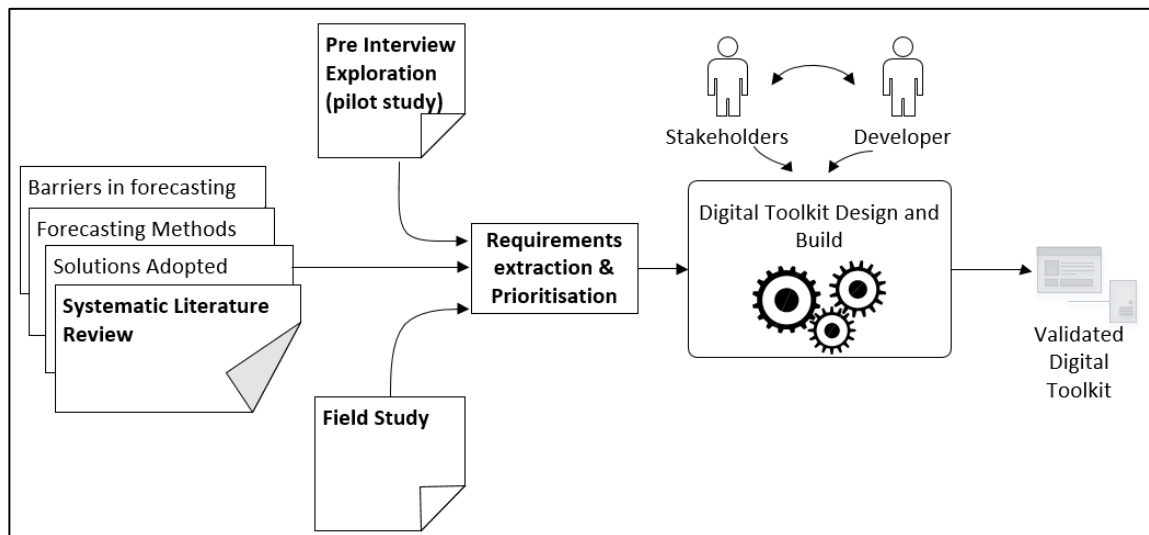 Pre Interview
Exploration
(pilot study)
Stakeholders
Developer
Barriers in forecasting
Forecasting Methods
Solutions Adopted
Systematic Literature
Review
Requirements
extraction &
Prioritisation
Digital Toolkit Design and
Build
Validated
Digital
Toolkit
Field Study